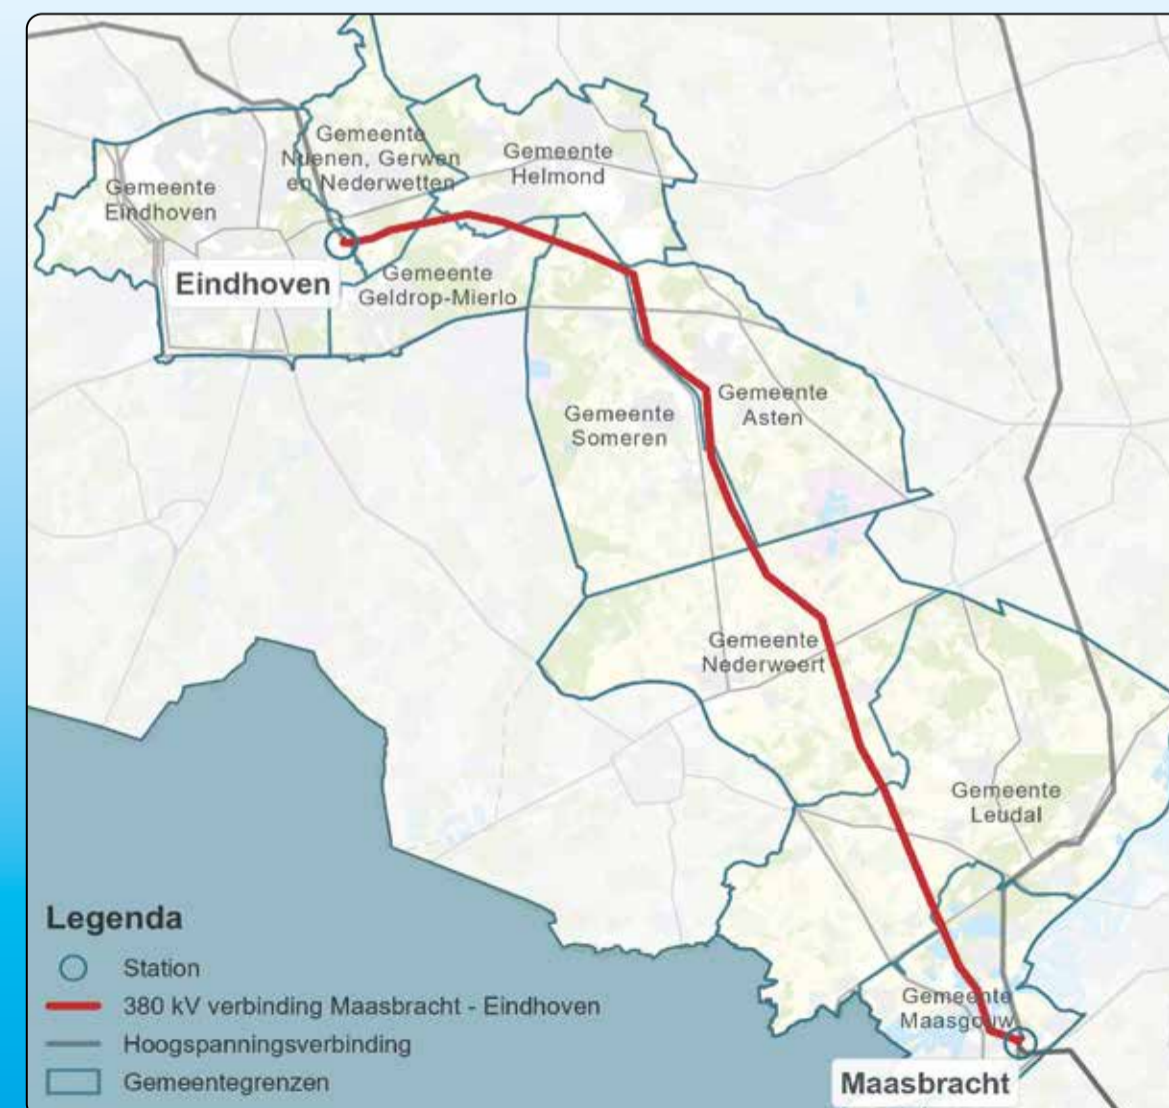 Gemeente
Nuenen, Gerwen
en Nederwetten
Gemeente
Helmond
Gemeente
Eindhoven
Eindhoven
Gemeente
Geldrop-Mierlo
Gemeente
Asten
Gemeente
Someren
Gemeente
Nederweert
Gemeente
Leudal
Gemeente
Maasgouw
Maasbracht
Legenda
Station
380 kV verbinding Maasbracht - Eindhoven
Hoogspanningsverbinding
Gemeentegrenzen